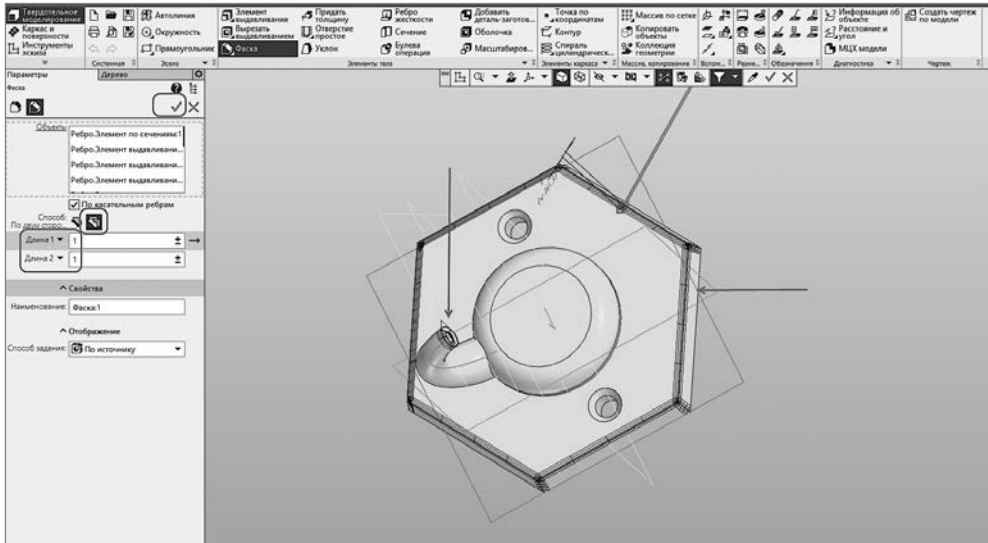 Твердотельное моделирование
Каркас и поверхности
Инструменты эскиза
Системная
Автолиния
Окружность
Прямоугольник
Эскиз
Элемент выдавливания
Вырезать выдавливанием
Фаска
Придать толщину
Отверстие простое
Уклон
Ребро жесткости
Сечение
Булева операция
Добавить деталь-заготов...
Оболочка
Масштабиров...
Элементы тела
Точка по координатам
Контур
Спираль цилиндрическ...
Элементы каркаса
Массив по сетке
Копировать объекты
Коллекция геометрии
Массив, копирование
Вспом...
Разме...
Обозначения
Информация об объекте
Расстояние и угол
МЦХ модели
Диагностика
Создать чертеж по модели
Чертеж
Параметры
Дерево
Фаска
Объекты
Ребро.Элемент по сечениям:1
Ребро.Элемент выдавливани...
Ребро.Элемент выдавливани...
Ребро.Элемент выдавливани...
По касательным ребрам
Способ:
По двум сторо...
Длина 1 1
Длина 2 1
Свойства
Наименование: Фаска:1
Отображение
Способ задания: По источнику